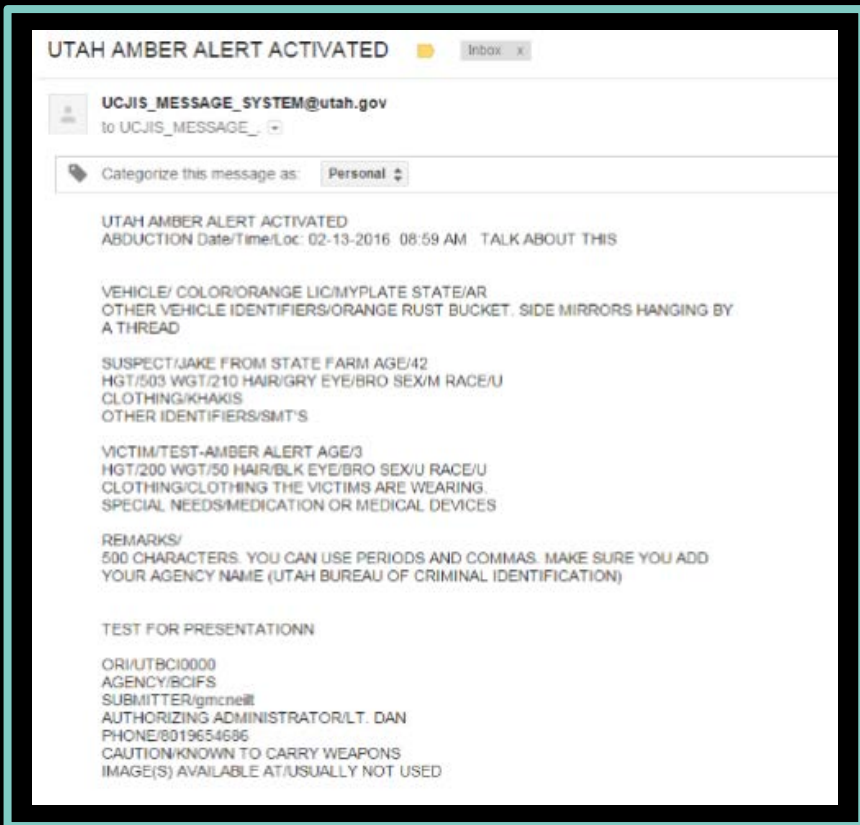 UTAH AMBER ALERT ACTIVATED Inbox x
UCJIS_MESSAGE_SYSTEM@utah.gov
to UCJIS_MESSAGE_.
Categorize this message as: Personal
UTAH AMBER ALERT ACTIVATED
ABDUCTION Date/Time/Loc: 02-13-2016 08:59 AM TALK ABOUT THIS
VEHICLE/ COLOR/ORANGE LIC/MYPLATE STATE/AR
OTHER VEHICLE IDENTIFIERS/ORANGE RUST BUCKET. SIDE MIRRORS HANGING BY
A THREAD
SUSPECT/JAKE FROM STATE FARM AGE/42
HGT/503 WGT/210 HAIR/GRY EYE/BRO SEX/M RACE/U
CLOTHING/KHAKIS
OTHER IDENTIFIERS/SMT'S
VICTIM/TEST-AMBER ALERT AGE/3
HGT/200 WGT/50 HAIR/BLK EYE/BRO SEX/U RACE/U
CLOTHING/CLOTHING THE VICTIMS ARE WEARING.
SPECIAL NEEDS/MEDICATION OR MEDICAL DEVICES
REMARKS/
500 CHARACTERS. YOU CAN USE PERIODS AND COMMAS. MAKE SURE YOU ADD
YOUR AGENCY NAME (UTAH BUREAU OF CRIMINAL IDENTIFICATION)
TEST FOR PRESENTATIONN
ORI/UTBCI0000
AGENCY/BCIFS
SUBMITTER/gmcneilt
AUTHORIZING ADMINISTRATOR/LT. DAN
PHONE/8019654686
CAUTION/KNOWN TO CARRY WEAPONS
IMAGE(S) AVAILABLE AT/USUALLY NOT USED